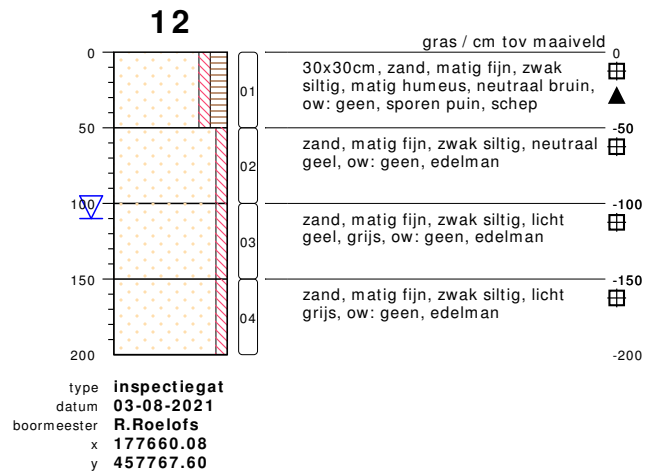 12
gras / cm tov maaiveld
0
0
01
30x30cm, zand, matig fijn, zwak
siltig, matig humeus, neutraal bruin,
ow: geen, sporen puin, schep
50
-50
02
zand, matig fijn, zwak siltig, neutraal
geel, ow: geen, edelman
100
-100
03
zand, matig fijn, zwak siltig, licht
geel, grijs, ow: geen, edelman
150
-150
04
zand, matig fijn, zwak siltig, licht
grijs, ow: geen, edelman
200
-200
type inspectiegat
datum 03-08-2021
boormeester R.Roelofs
x 177660.08
y 457767.60